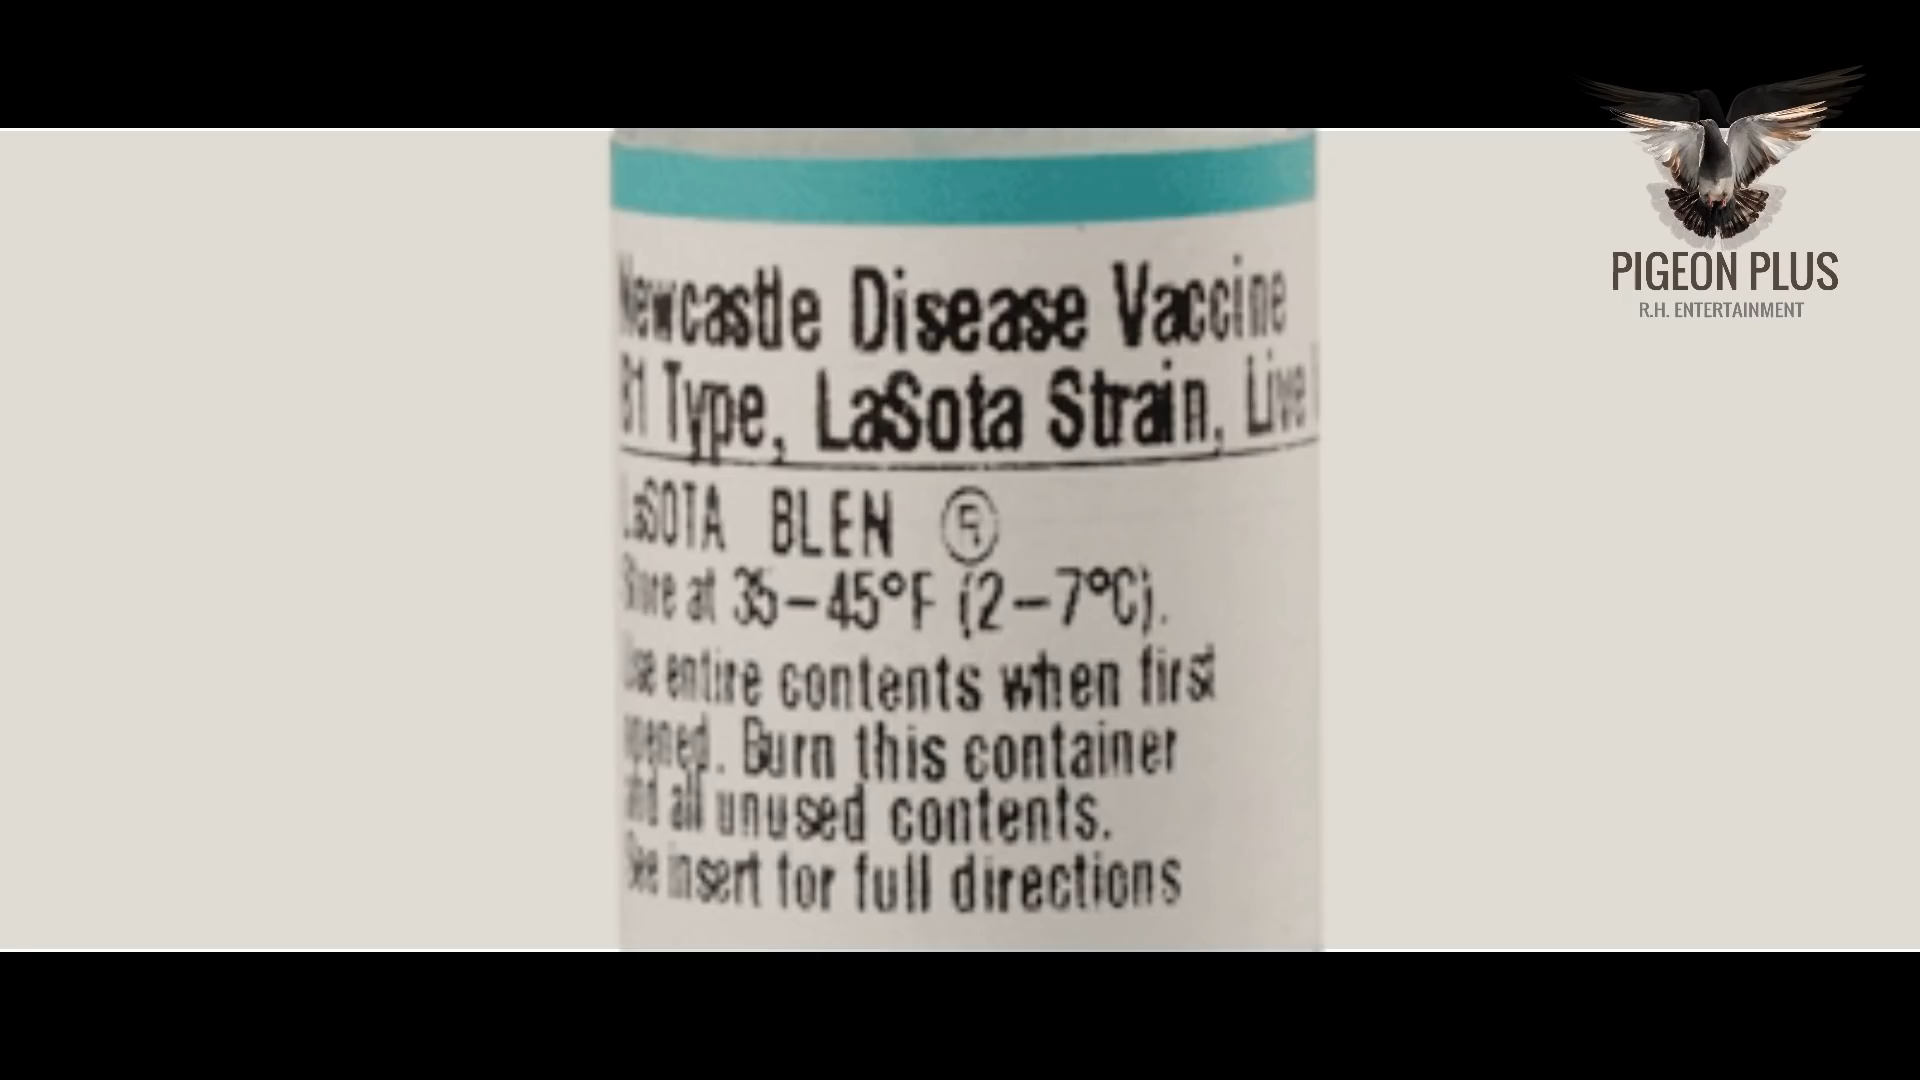 Newcastle Disease Vaccine
B1 Type, LaSota Strain, Live
LaSOTA BLEN ®
Store at 35–45°F (2–7°C).
Use entire contents when first
opened. Burn this container
and all unused contents.
See insert for full directions
PIGEON PLUS
R.H. ENTERTAINMENT